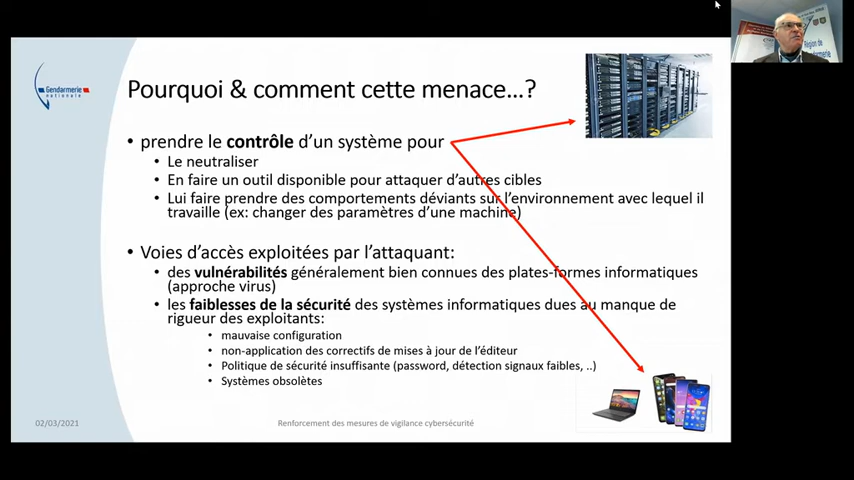 Gendarmerie
nationale
Pourquoi & comment cette menace…?
• prendre le contrôle d'un système pour
• Le neutraliser
• En faire un outil disponible pour attaquer d'autres cibles
• Lui faire prendre des comportements déviants sur l'environnement avec lequel il
travaille (ex: changer des paramètres d'une machine)
• Voies d'accès exploitées par l'attaquant:
• des vulnérabilités généralement bien connues des plates-formes informatiques
(approche virus)
• les faiblesses de la sécurité des systèmes informatiques dues au manque de
rigueur des exploitants:
• mauvaise configuration
• non-application des correctifs de mises à jour de l'éditeur
• Politique de sécurité insuffisante (password, détection signaux faibles, ..)
• Systèmes obsolètes
02/03/2021
Renforcement des mesures de vigilance cybersécurité
Région de